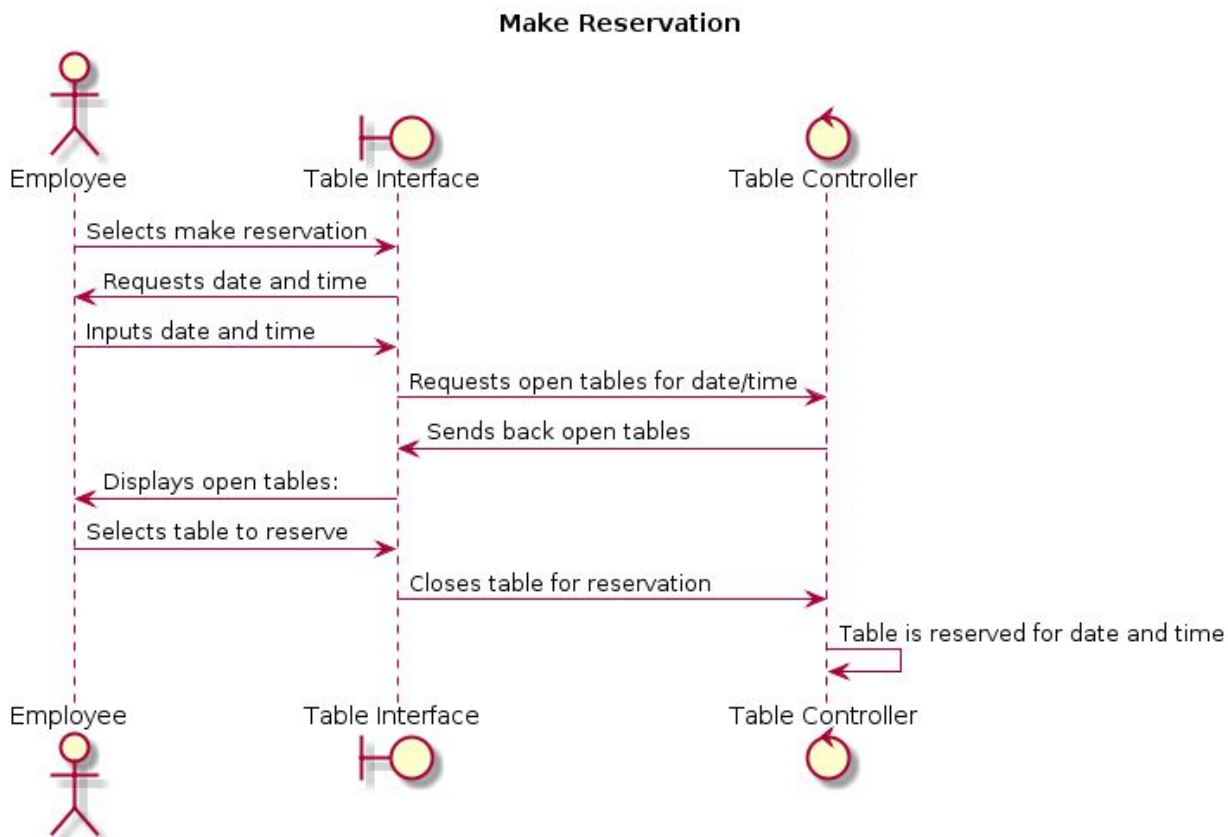 Make Reservation
Employee
Table Interface
Table Controller
Selects make reservation
Requests date and time
Inputs date and time
Requests open tables for date/time
Sends back open tables
Displays open tables:
Selects table to reserve
Closes table for reservation
Table is reserved for date and time
Employee
Table Interface
Table Controller